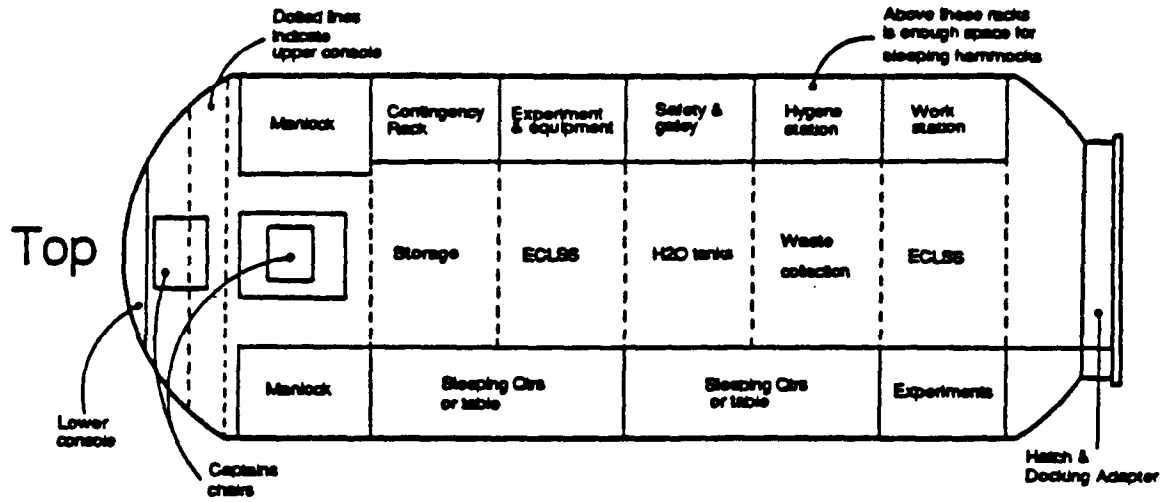 Dotted lines
indicate
upper console
Above these racks
is enough space for
sleeping hammocks
Manlock
Contingency
Rack
Experiment
& equipment
Safety &
galley
Hygene
station
Work
station
Top
Storage
ECLSS
H2O tanks
Waste
collection
ECLSS
Manlock
Sleeping Qtrs
or table
Sleeping Qtrs
or table
Experiments
Lower
console
Captains
chairs
Hatch &
Docking Adapter